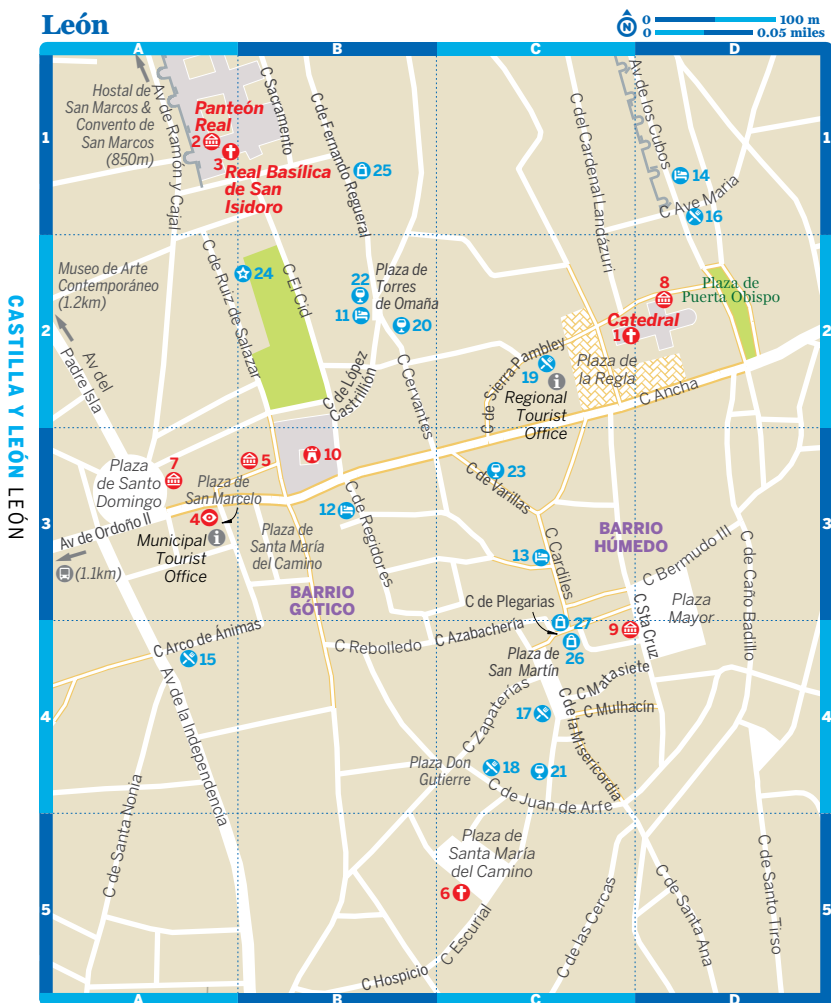 León
0 100 m
0 0.05 miles
N
A B C D
1
2
3
4
5
1
2
3
4
5
CASTILLA Y LEÓN LEÓN
Hostal de
San Marcos &
Convento de
San Marcos
(850m)
Av de Ramón y Cajal
Panteón
Real
2
3
Real Basílica
de San
Isidoro
C Sacramento
C de Fernando Regueral
25
C del Cardenal Landázuri
Av de los Cubos
14
C Ave María
16
Museo de Arte
Contemporáneo
(1.2km)
Av del
Padre Isla
C de Ruiz de Salazar
24
C El Cid
22
Plaza de
Torres
de Omaña
11
20
C de López
Castrillón
C Cervantes
8
Plaza de
Puerta Obispo
Catedral
1
Plaza de
la Regla
C de Sierra Pambley
19
Regional
Tourist
Office
C Ancha
Plaza
de Santo
Domingo
7
5
10
Plaza de
San Marcelo
4
Av de Ordoño II
Municipal
Tourist
Office
(1.1km)
12
C de Regidores
Plaza de
Santa María
del Camino
BARRIO
GÓTICO
23
C de Varillas
C Cardiles
13
BARRIO
HÚMEDO
C Bermudo III
C de Caño Badillo
C de Plegarias
27
26
9
C Sta Cruz
Plaza
Mayor
C Arco de Ánimas
15
C Rebolledo
C Azabachería
Plaza de
San Martín
C Matasiete
C Mulhacín
C Zapaterías
17
C de la Misericordia
Plaza Don
Gutierre
18
21
C de Juan de Arfe
Av de la Independencia
C de Santa Nonia
Plaza de
Santa María
del Camino
6
C Escurial
C Hospicio
C de las Cercas
C de Santa Ana
C de Santo Tirso